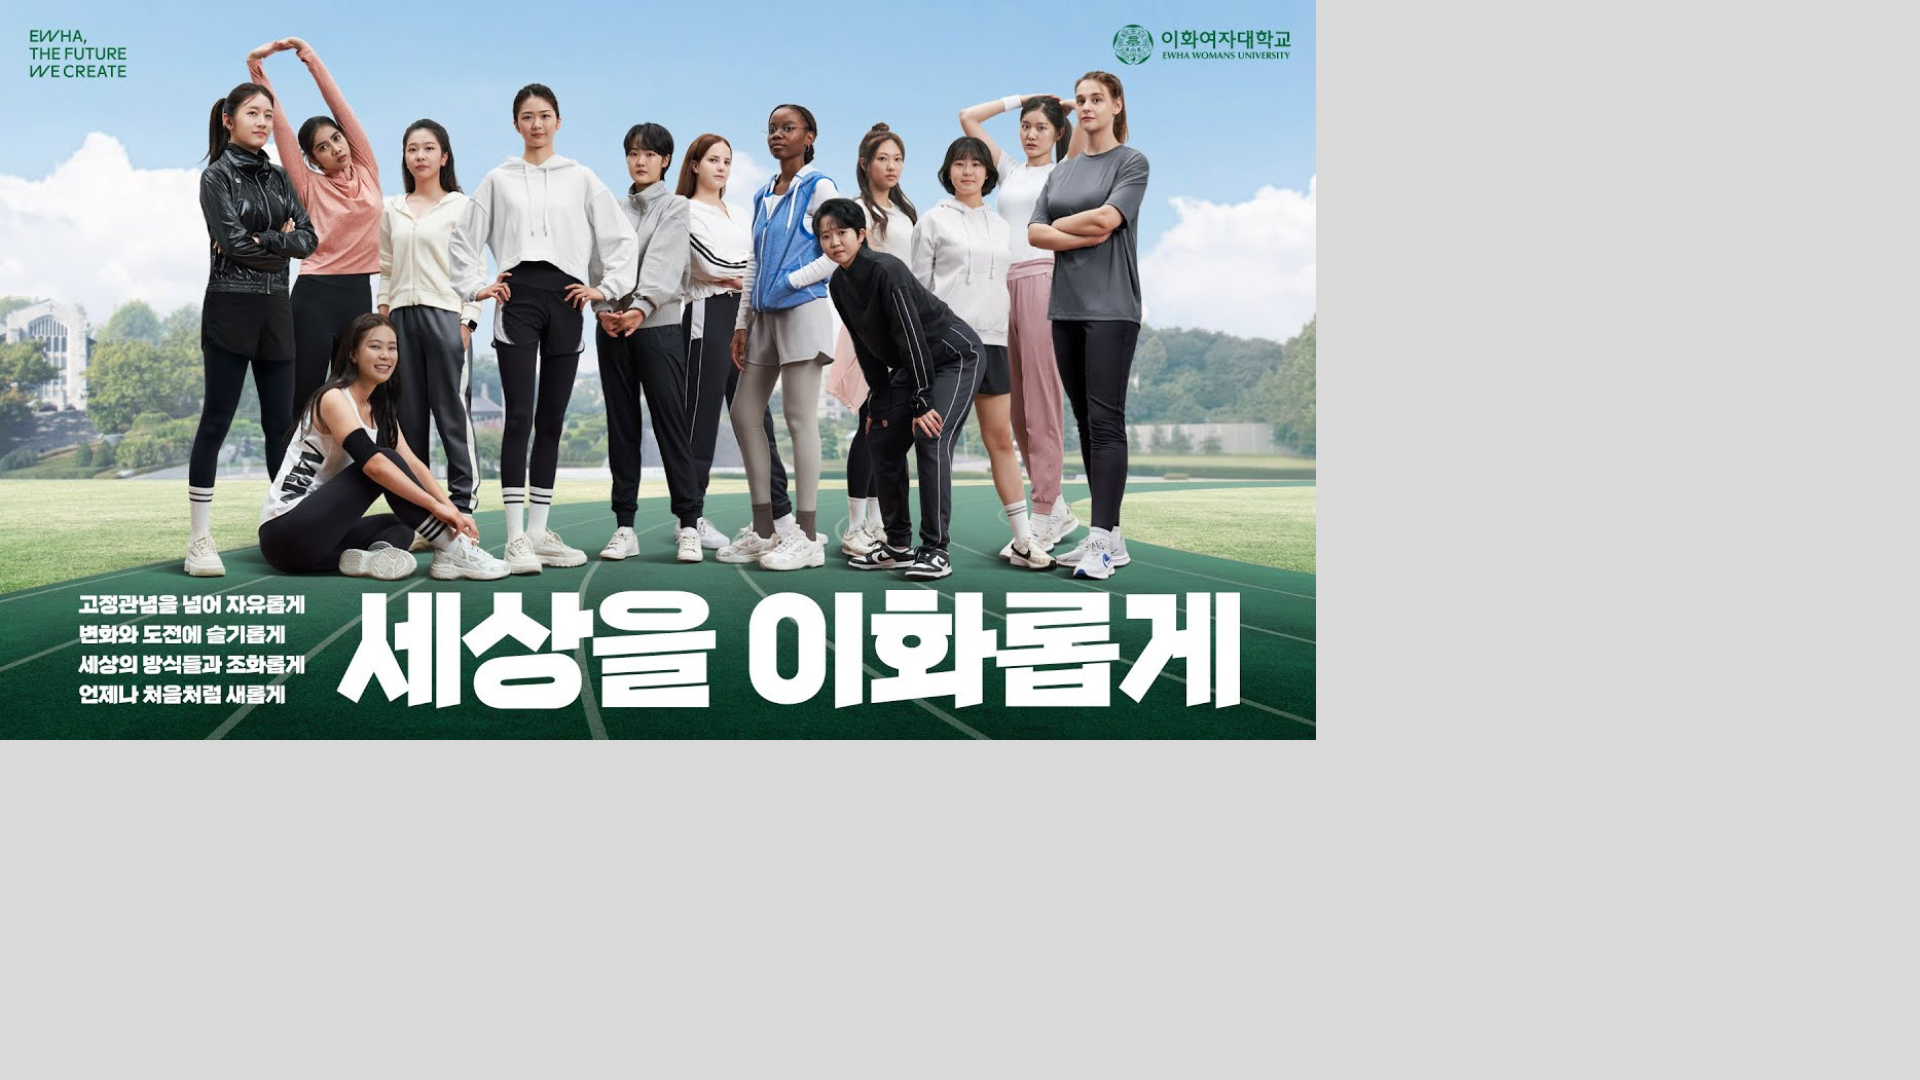 EWHA,
THE FUTURE
WE CREATE
이화여자대학교
EWHA WOMANS UNIVERSITY
고정관념을 넘어 자유롭게
변화와 도전에 슬기롭게
세상의 방식들과 조화롭게
언제나 처음처럼 새롭게
세상을 이화롭게